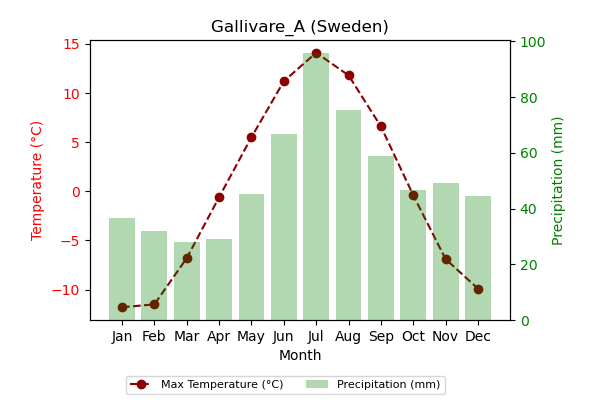 Gallivare_A (Sweden)
15
10
5
0
−5
−10
Temperature (°C)
100
80
60
40
20
0
Precipitation (mm)
Jan Feb Mar Apr May Jun Jul Aug Sep Oct Nov Dec
Month
Max Temperature (°C) Precipitation (mm)